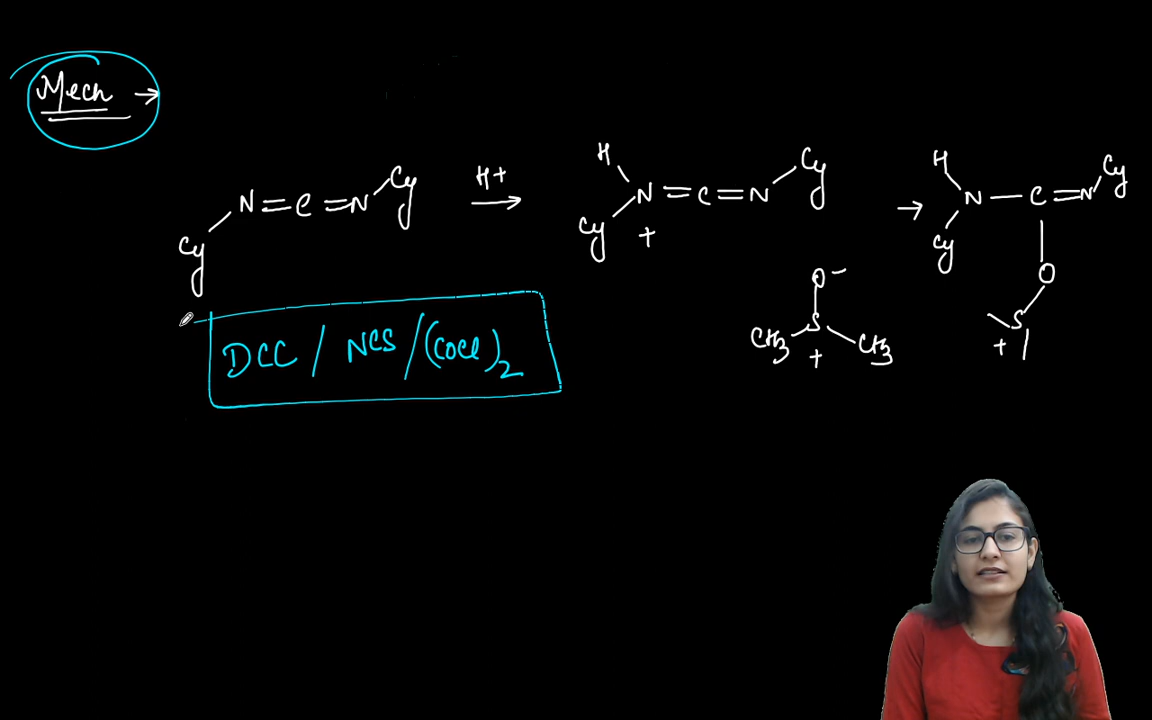 Mech →
H+
Cy N=C=N Cy →
H
Cy N=C=N Cy
+
→
H
Cy N—C=N Cy
O
S
+
O−
CH3 S CH3
+
DCC / NCS / (COCl)2